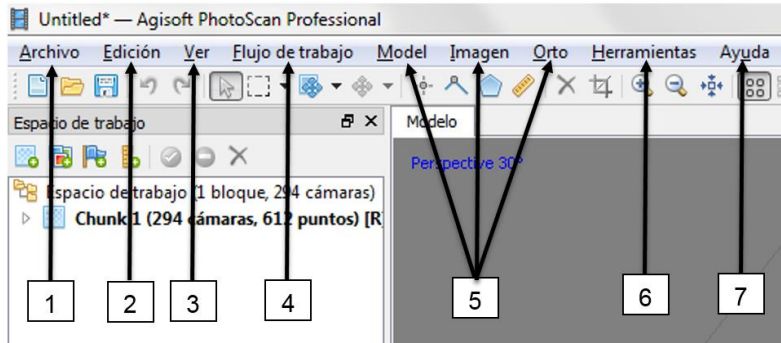 Untitled* — Agisoft PhotoScan Professional
Archivo Edición Ver Flujo de trabajo Model Imagen Orto Herramientas Ayuda
Espacio de trabajo
Modelo
Perspective 30°
Espacio de trabajo (1 bloque, 294 cámaras)
Chunk 1 (294 cámaras, 612 puntos) [R
1 2 3 4 5 6 7